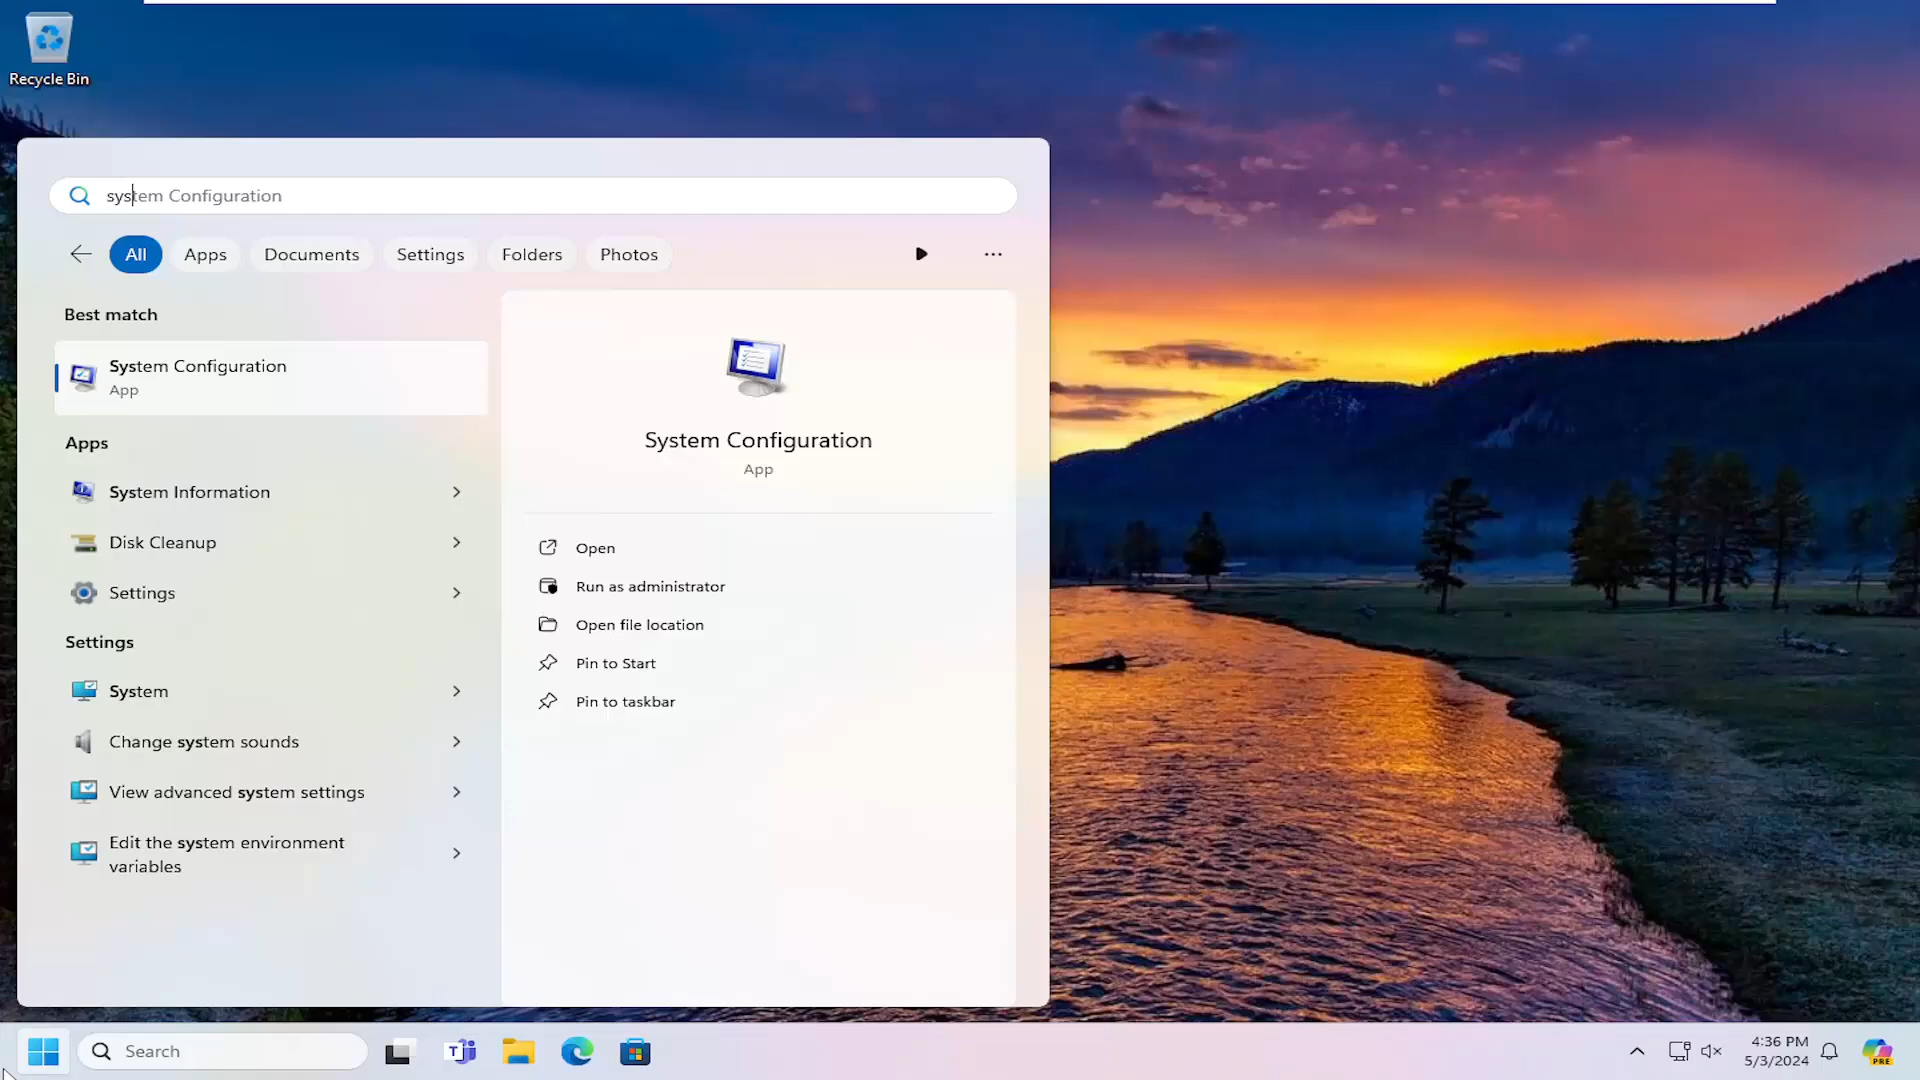 Recycle Bin
system Configuration
All
Apps
Documents
Settings
Folders
Photos
Best match
System Configuration
App
Apps
System Information
Disk Cleanup
Settings
Settings
System
Change system sounds
View advanced system settings
Edit the system environment
variables
System Configuration
App
Open
Run as administrator
Open file location
Pin to Start
Pin to taskbar
Search
4:36 PM
5/3/2024
PRE